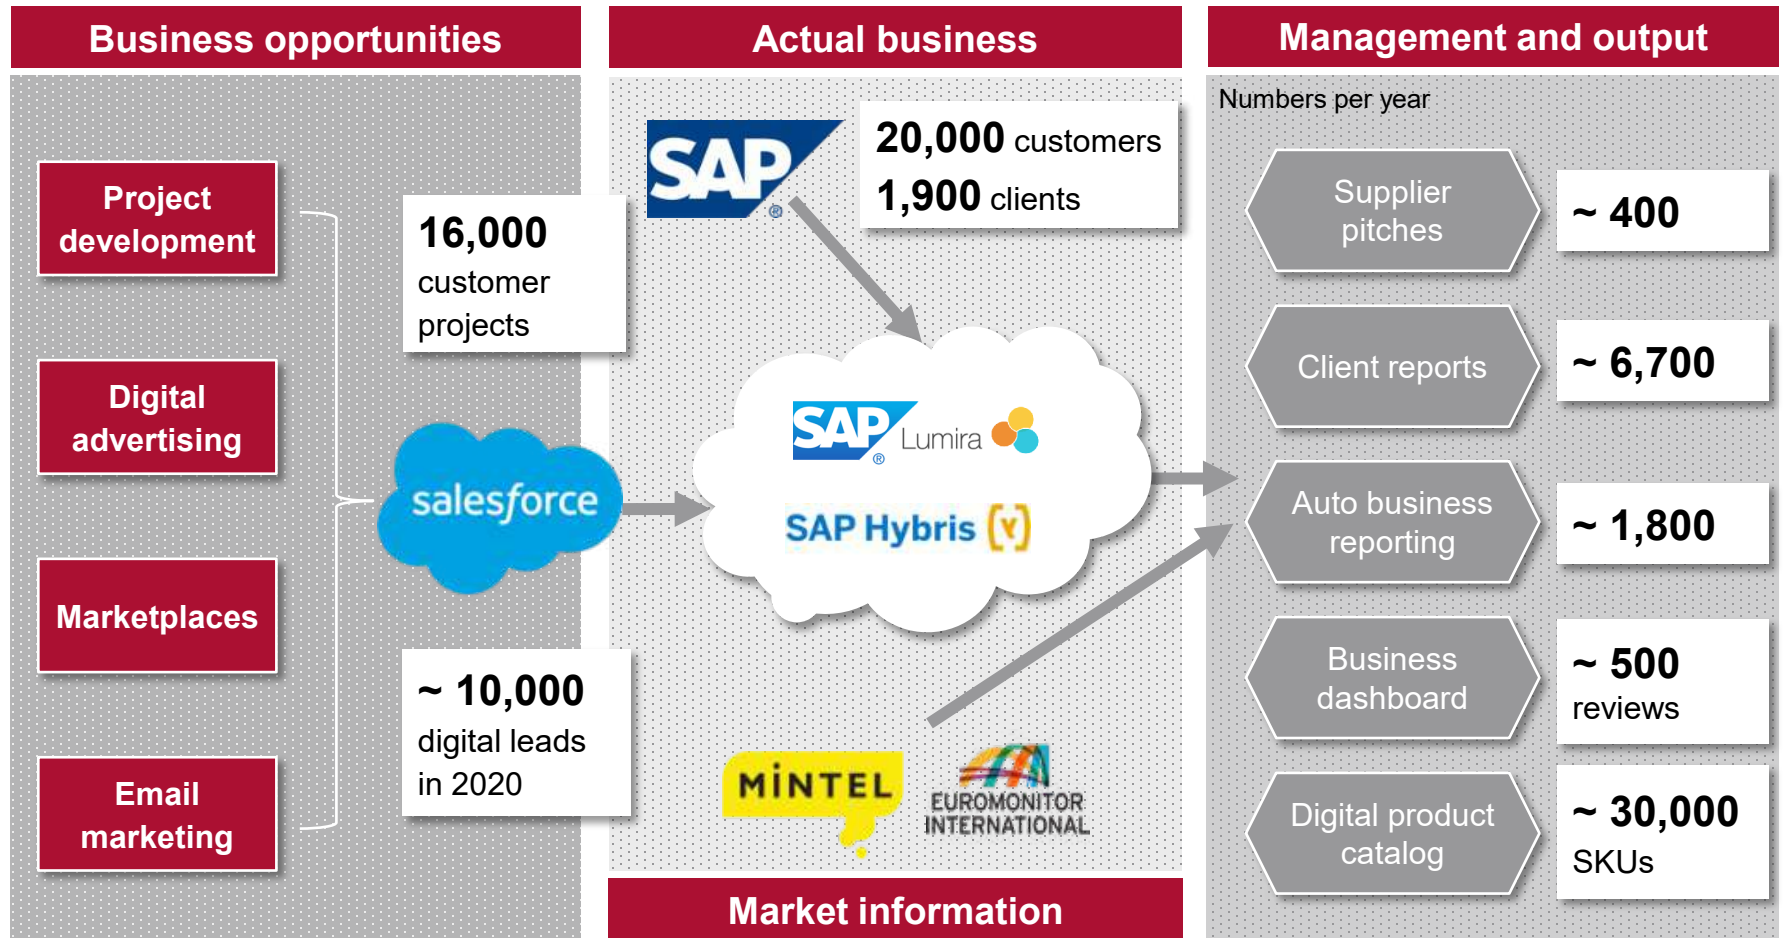 Business opportunities
Project
development
Digital
advertising
Marketplaces
Email
marketing
16,000
customer
projects
salesforce
~ 10,000
digital leads
in 2020
Actual business
SAP ®
20,000 customers
1,900 clients
SAP ® Lumira
SAP Hybris (Y)
MiNTEL
EUROMONITOR
INTERNATIONAL
Market information
Management and output
Numbers per year
Supplier
pitches
~ 400
Client reports
~ 6,700
Auto business
reporting
~ 1,800
Business
dashboard
~ 500
reviews
Digital product
catalog
~ 30,000
SKUs